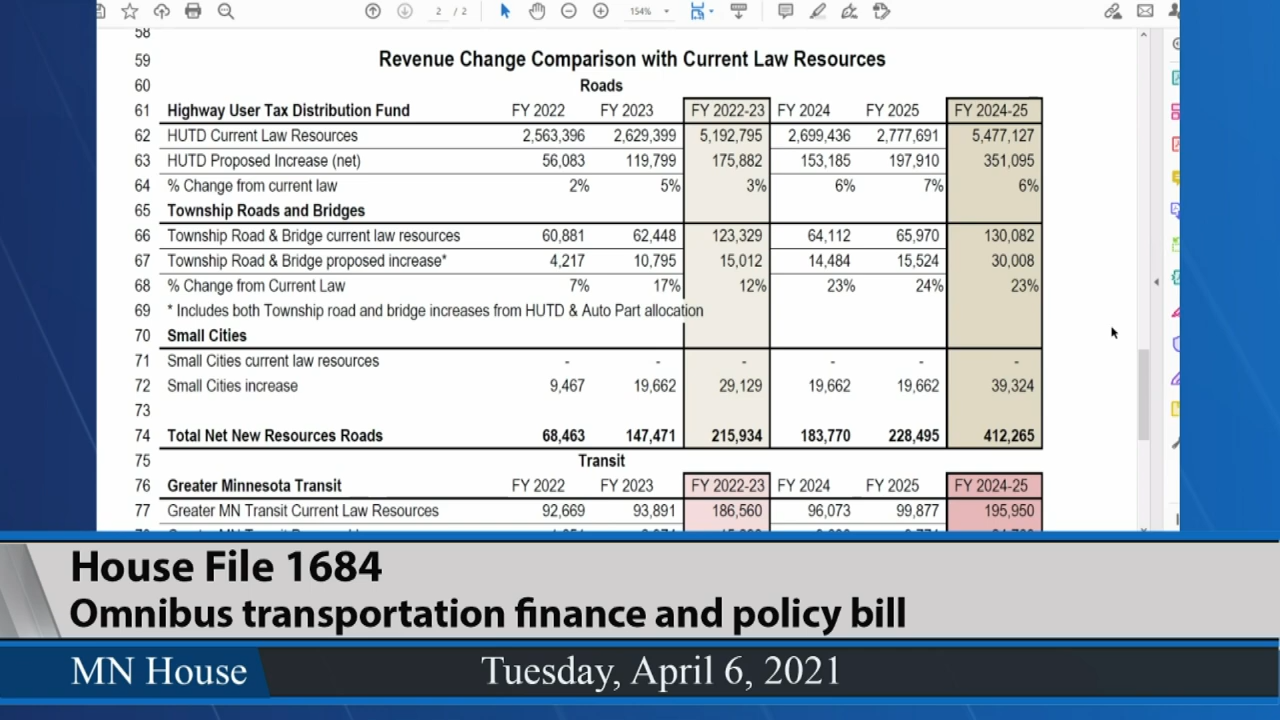 2 / 2 154%
58
59 Revenue Change Comparison with Current Law Resources
60 Roads
61 Highway User Tax Distribution Fund FY 2022 FY 2023 FY 2022-23 FY 2024 FY 2025 FY 2024-25
62 HUTD Current Law Resources 2,563,396 2,629,399 5,192,795 2,699,436 2,777,691 5,477,127
63 HUTD Proposed Increase (net) 56,083 119,799 175,882 153,185 197,910 351,095
64 % Change from current law 2% 5% 3% 6% 7% 6%
65 Township Roads and Bridges
66 Township Road & Bridge current law resources 60,881 62,448 123,329 64,112 65,970 130,082
67 Township Road & Bridge proposed increase* 4,217 10,795 15,012 14,484 15,524 30,008
68 % Change from Current Law 7% 17% 12% 23% 24% 23%
69 * Includes both Township road and bridge increases from HUTD & Auto Part allocation
70 Small Cities
71 Small Cities current law resources - - - - - -
72 Small Cities increase 9,467 19,662 29,129 19,662 19,662 39,324
73
74 Total Net New Resources Roads 68,463 147,471 215,934 183,770 228,495 412,265
75 Transit
76 Greater Minnesota Transit FY 2022 FY 2023 FY 2022-23 FY 2024 FY 2025 FY 2024-25
77 Greater MN Transit Current Law Resources 92,669 93,891 186,560 96,073 99,877 195,950
House File 1684
Omnibus transportation finance and policy bill
MN House Tuesday, April 6, 2021